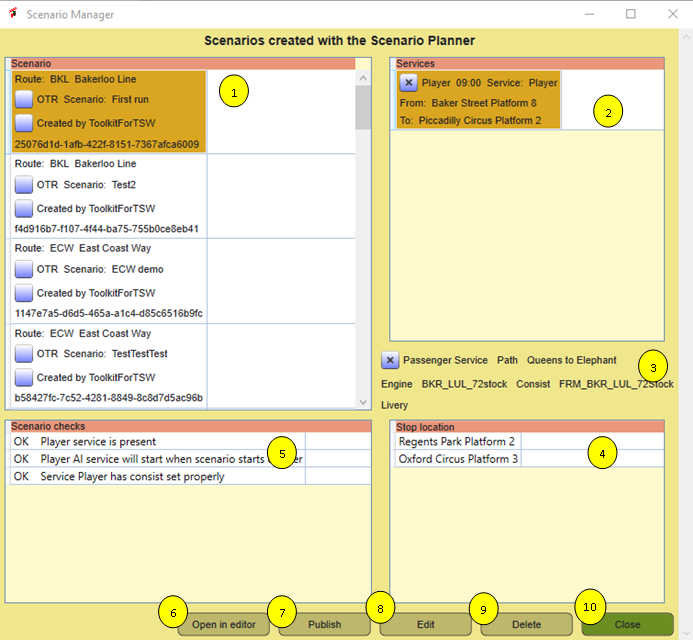 Scenario Manager
Scenarios created with the Scenario Planner
Scenario
Route: BKL Bakerloo Line
OTR Scenario: First run
Created by ToolkitForTSW
25076d1d-1afb-422f-8151-7367afca6009
1
Route: BKL Bakerloo Line
OTR Scenario: Test2
Created by ToolkitForTSW
f4d916b7-f107-4f44-ba75-755b0ce8eb41
Route: ECW East Coast Way
OTR Scenario: ECW demo
Created by ToolkitForTSW
1147e7a5-d6d5-465a-a1c4-d85c6516b9fc
Route: ECW East Coast Way
OTR Scenario: TestTestTest
Created by ToolkitForTSW
b58427fc-7c52-4281-8849-8c8d7d5ac96b
Services
Player 09:00 Service: Player
From: Baker Street Platform 8
To: Piccadilly Circus Platform 2
2
Passenger Service Path Queens to Elephant
3
Engine BKR_LUL_72stock Consist FRM_BKR_LUL_72Stock
Livery
Scenario checks
OK Player service is present
OK Player AI service will start when scenario starts
5
OK Service Player has consist set properly
Stop location
Regents Park Platform 2
Oxford Circus Platform 3
4
6
Open in editor
7
Publish
8
Edit
9
Delete
10
Close